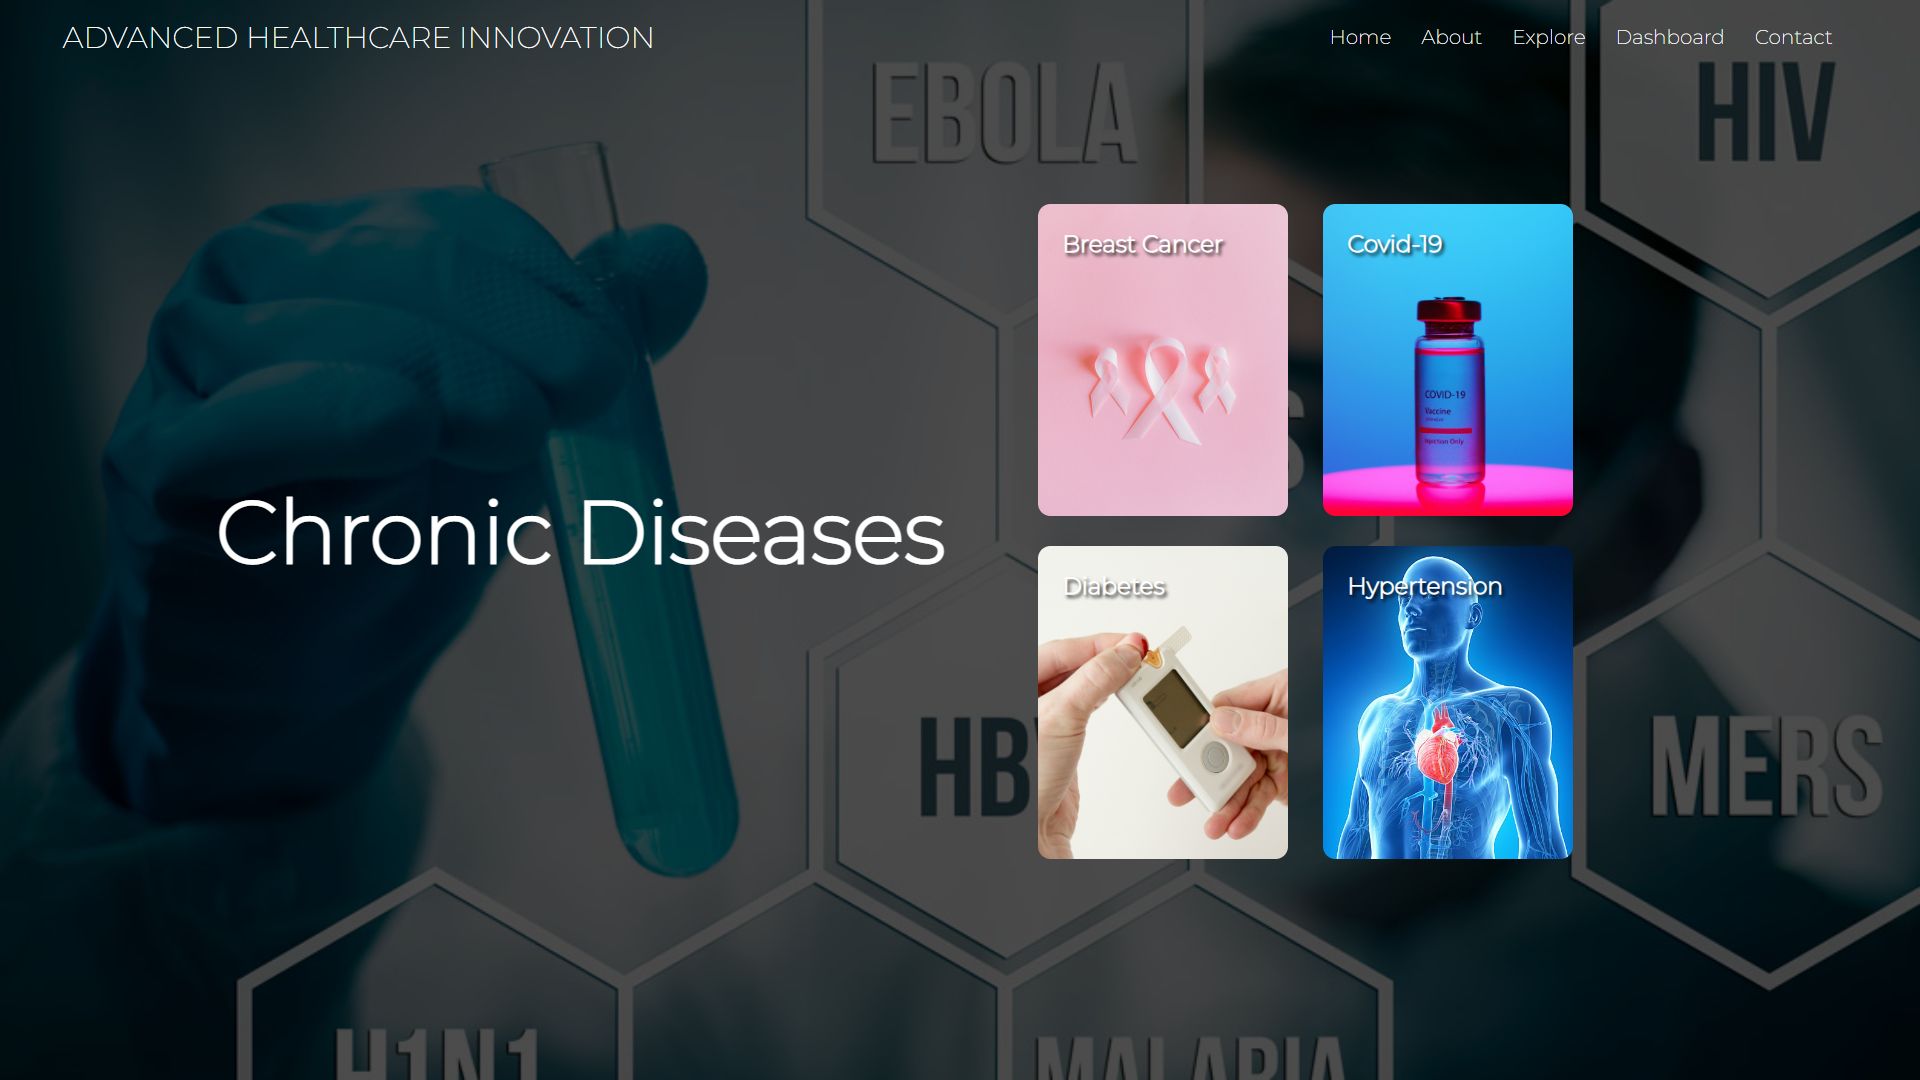 ADVANCED HEALTHCARE INNOVATION
Home About Explore Dashboard Contact
EBOLA
HIV
Breast Cancer
Covid-19
COVID-19
Vaccine
Injection Only
S
Chronic Diseases
Diabetes
Hypertension
HB
MERS
H1N1
MALARIA